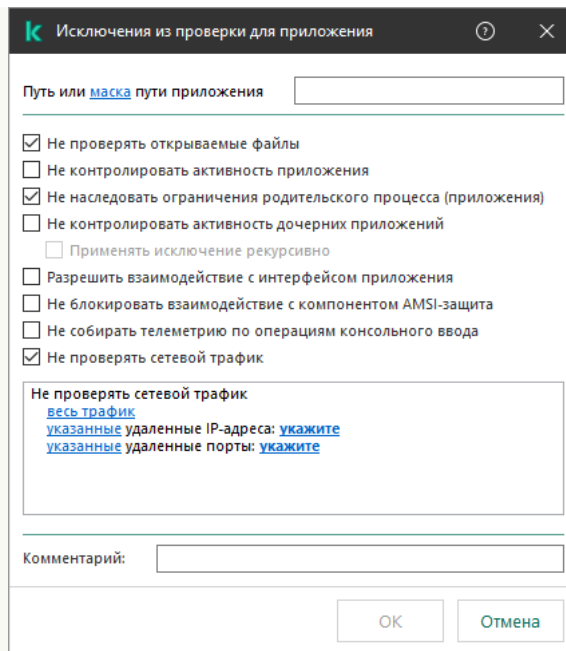 Исключения из проверки для приложения
Путь или маска пути приложения
Не проверять открываемые файлы
Не контролировать активность приложения
Не наследовать ограничения родительского процесса (приложения)
Не контролировать активность дочерних приложений
Применять исключение рекурсивно
Разрешить взаимодействие с интерфейсом приложения
Не блокировать взаимодействие с компонентом AMSI-защита
Не собирать телеметрию по операциям консольного ввода
Не проверять сетевой трафик
Не проверять сетевой трафик
весь трафик
указанные удаленные IP-адреса: укажите
указанные удаленные порты: укажите
Комментарий:
OK Отмена